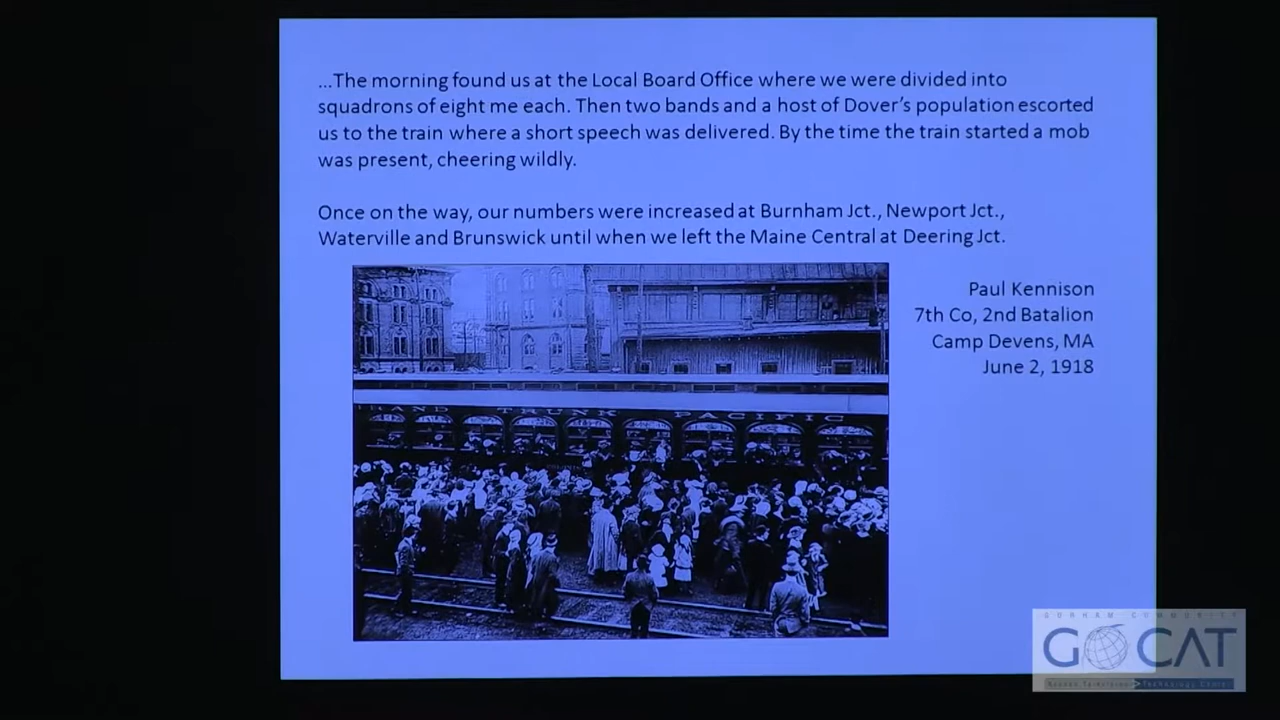 ...The morning found us at the Local Board Office where we were divided into
squadrons of eight me each. Then two bands and a host of Dover's population escorted
us to the train where a short speech was delivered. By the time the train started a mob
was present, cheering wildly.
Once on the way, our numbers were increased at Burnham Jct., Newport Jct.,
Waterville and Brunswick until when we left the Maine Central at Deering Jct.
Paul Kennison
7th Co, 2nd Batalion
Camp Devens, MA
June 2, 1918
TRUNK PACIFIC
GOCAT